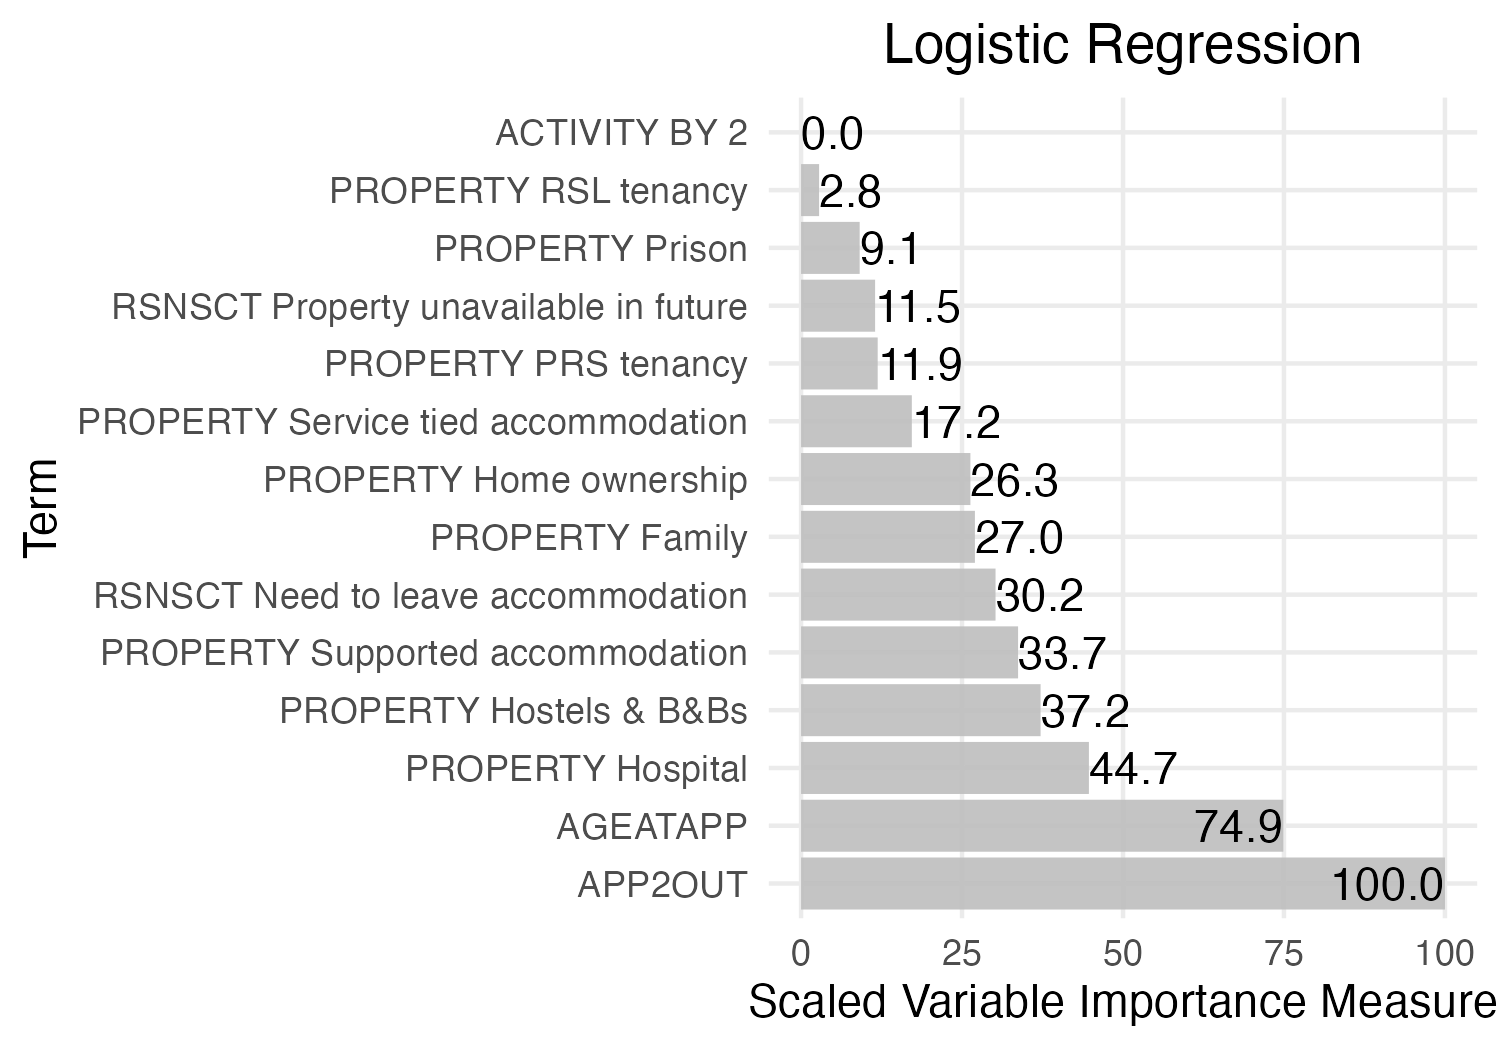 Logistic Regression
Term
ACTIVITY BY 2 0.0
PROPERTY RSL tenancy 2.8
PROPERTY Prison 9.1
RSNSCT Property unavailable in future 11.5
PROPERTY PRS tenancy 11.9
PROPERTY Service tied accommodation 17.2
PROPERTY Home ownership 26.3
PROPERTY Family 27.0
RSNSCT Need to leave accommodation 30.2
PROPERTY Supported accommodation 33.7
PROPERTY Hostels & B&Bs 37.2
PROPERTY Hospital 44.7
AGEATAPP 74.9
APP2OUT 100.0
0 25 50 75 100
Scaled Variable Importance Measure